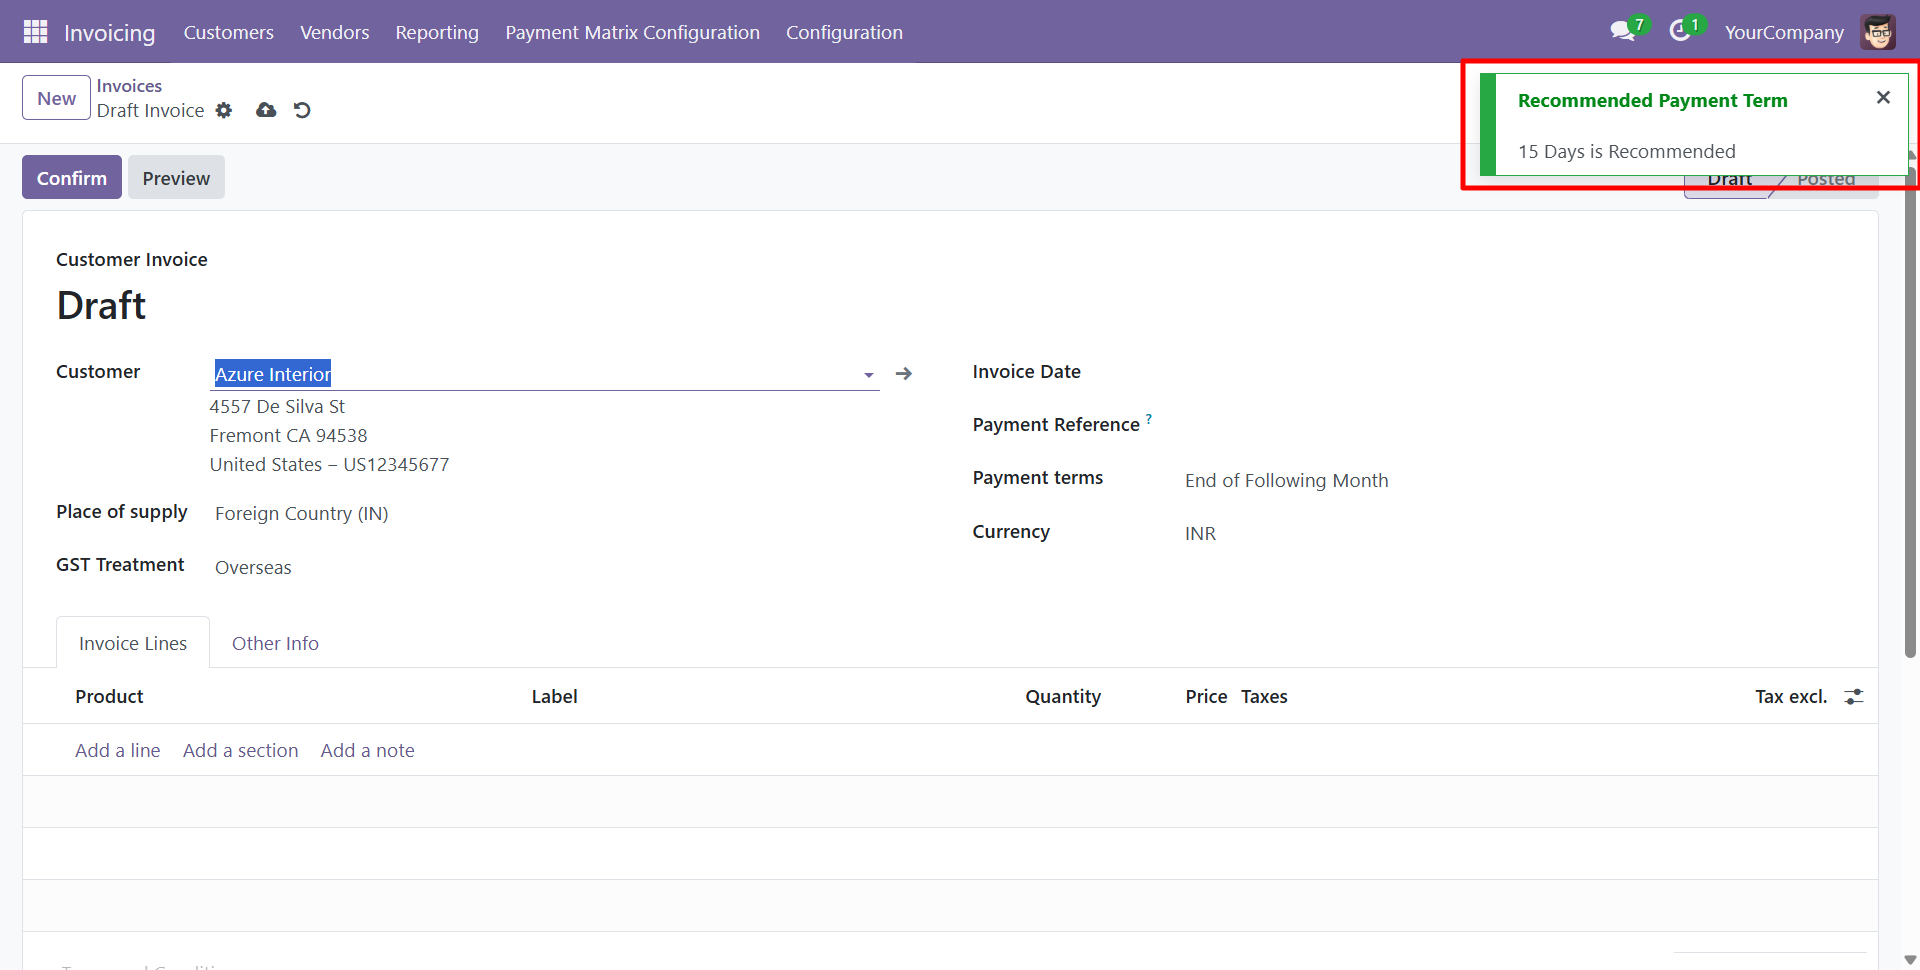 Invoicing Customers Vendors Reporting Payment Matrix Configuration Configuration 7 1 YourCompany
New Invoices
Draft Invoice
Recommended Payment Term
15 Days is Recommended
Confirm Preview Draft Posted
Customer Invoice
Draft
Customer Azure Interior
4557 De Silva St
Fremont CA 94538
United States – US12345677
Place of supply Foreign Country (IN)
GST Treatment Overseas
Invoice Date
Payment Reference ?
Payment terms End of Following Month
Currency INR
Invoice Lines Other Info
Product Label Quantity Price Taxes Tax excl.
Add a line Add a section Add a note